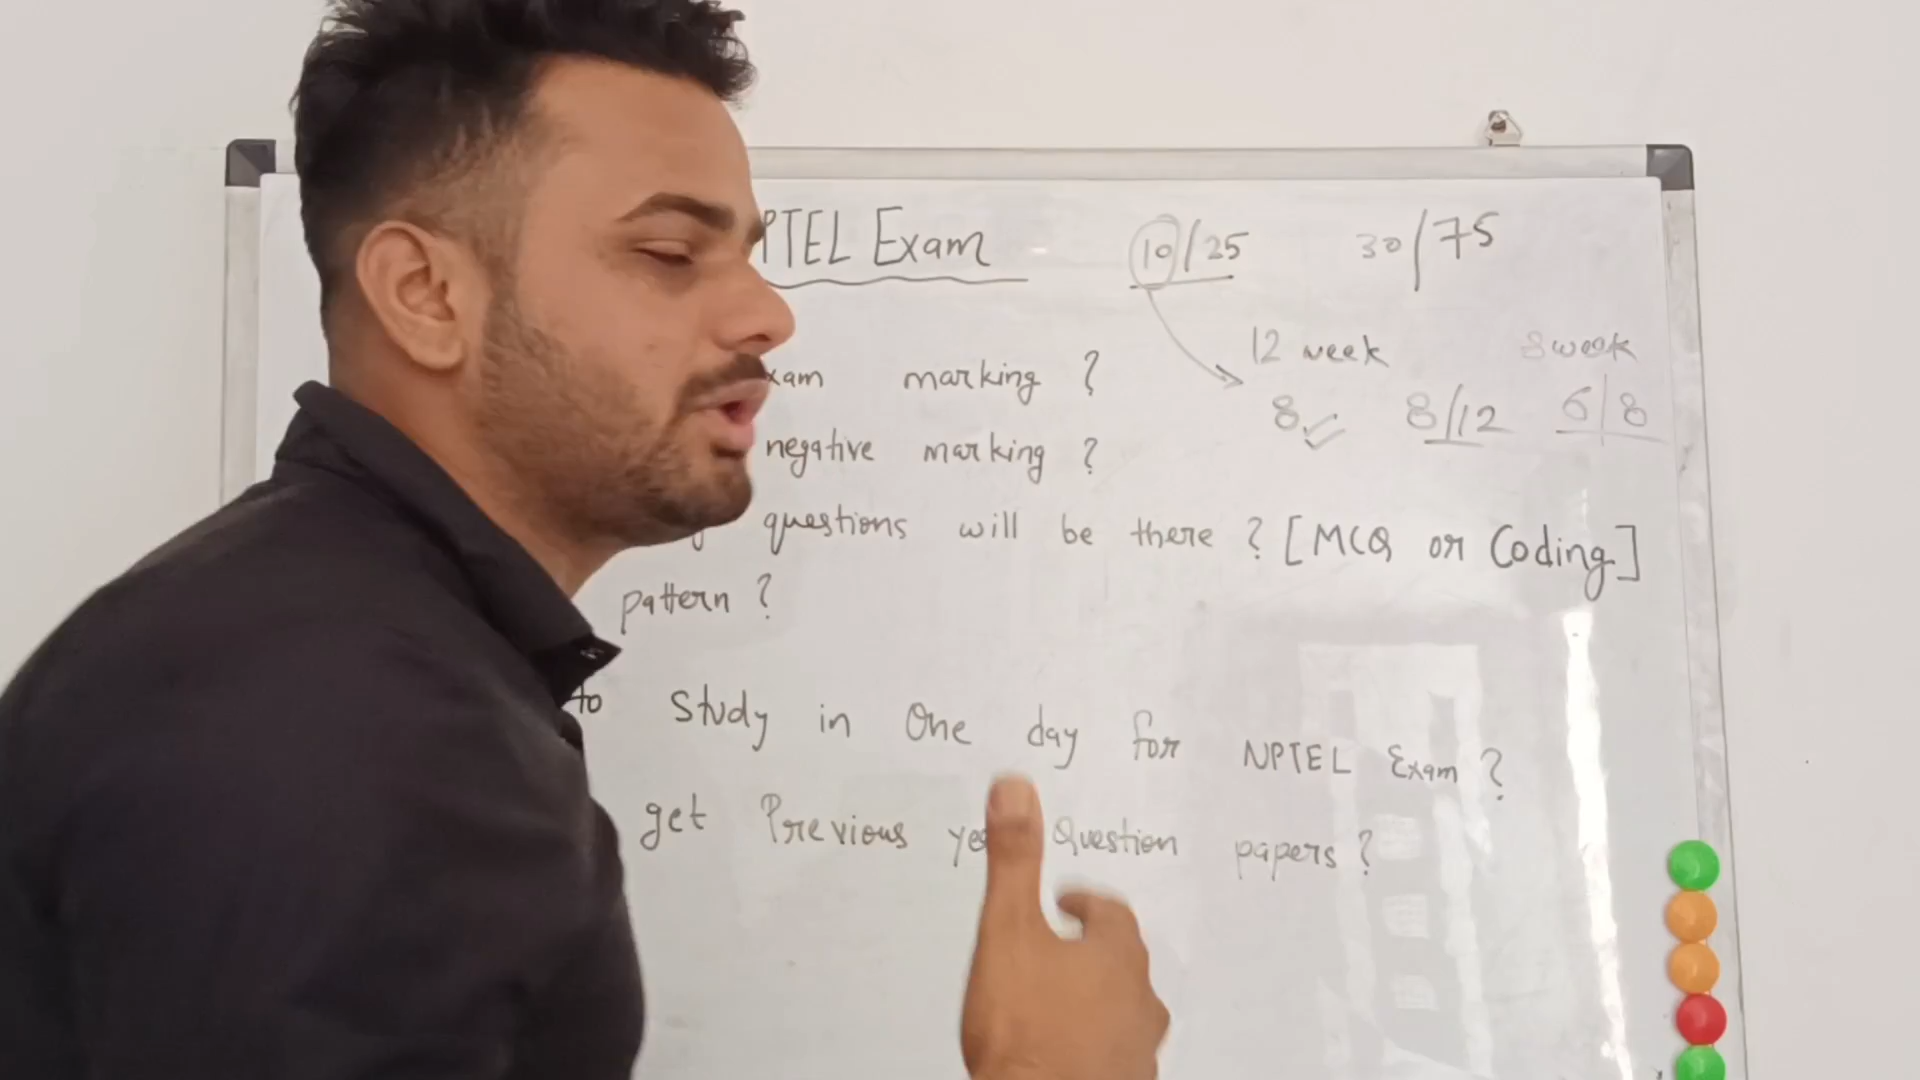 PTEL Exam 10/25 30/75
12 week 8 week
8 8/12 6/8
xam marking ?
negative marking ?
questions will be there ? [MCQ or Coding]
pattern ?
to Study in One day for NPTEL Exam ?
get Previous Question papers ?